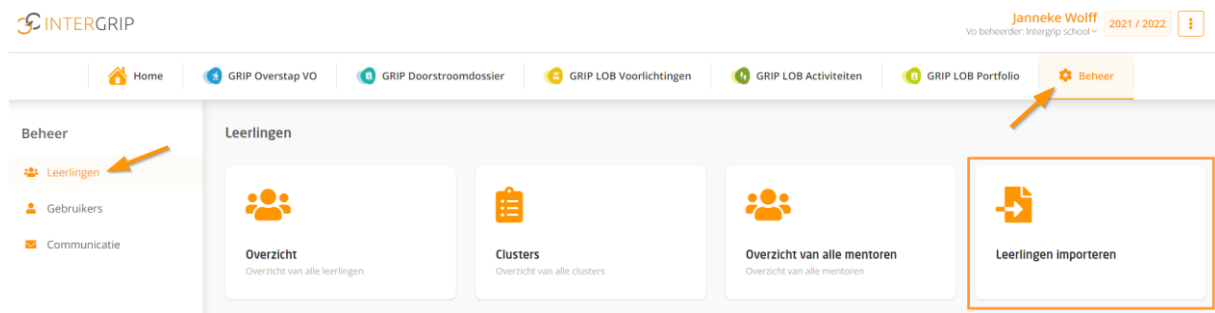 INTERGRIP
Janneke Wolff
Vo beheerder: Intergrip school
2021 / 2022
Home
GRIP Overstap VO
GRIP Doorstroomdossier
GRIP LOB Voorlichtingen
GRIP LOB Activiteiten
GRIP LOB Portfolio
Beheer
Beheer
Leerlingen
Gebruikers
Communicatie
Leerlingen
Overzicht
Overzicht van alle leerlingen
Clusters
Overzicht van alle clusters
Overzicht van alle mentoren
Overzicht van alle mentoren
Leerlingen importeren